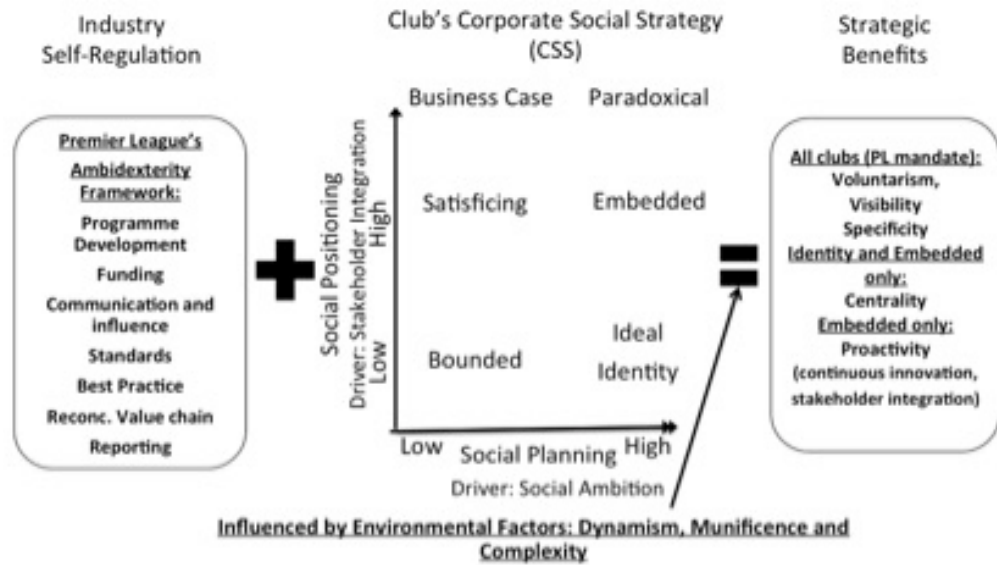 Industry
Self-Regulation
Premier League's
Ambidexterity
Framework:
Programme
Development
Funding
Communication and
influence
Standards
Best Practice
Reconc. Value chain
Reporting
Club's Corporate Social Strategy
(CSS)
Business Case
Paradoxical
Social Positioning
Driver: Stakeholder Integration
High
Low
Satisficing
Embedded
Bounded
Ideal
Identity
Low
High
Social Planning
Driver: Social Ambition
Strategic
Benefits
All clubs (PL mandate):
Voluntarism,
Visibility
Specificity
Identity and Embedded
only:
Centrality
Embedded only:
Proactivity
(continuous innovation,
stakeholder integration)
Influenced by Environmental Factors: Dynamism, Munificence and
Complexity